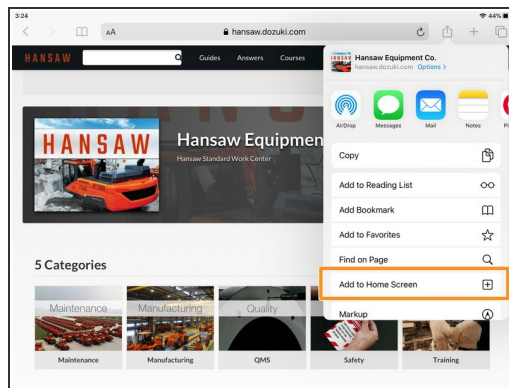 3:24
44%
AA
hansaw.dozuki.com
HANSAW
Guides Answers Courses
Hansaw Equipment Co.
hansaw.dozuki.com Options >
AirDrop Messages Mail Notes
HANSAW
Hansaw Equipmen
Hansaw Standard Work Center
Copy
Add to Reading List
Add Bookmark
Add to Favorites
Find on Page
Add to Home Screen
Markup
5 Categories
Maintenance Manufacturing Quality
Maintenance Manufacturing QMS Safety Training